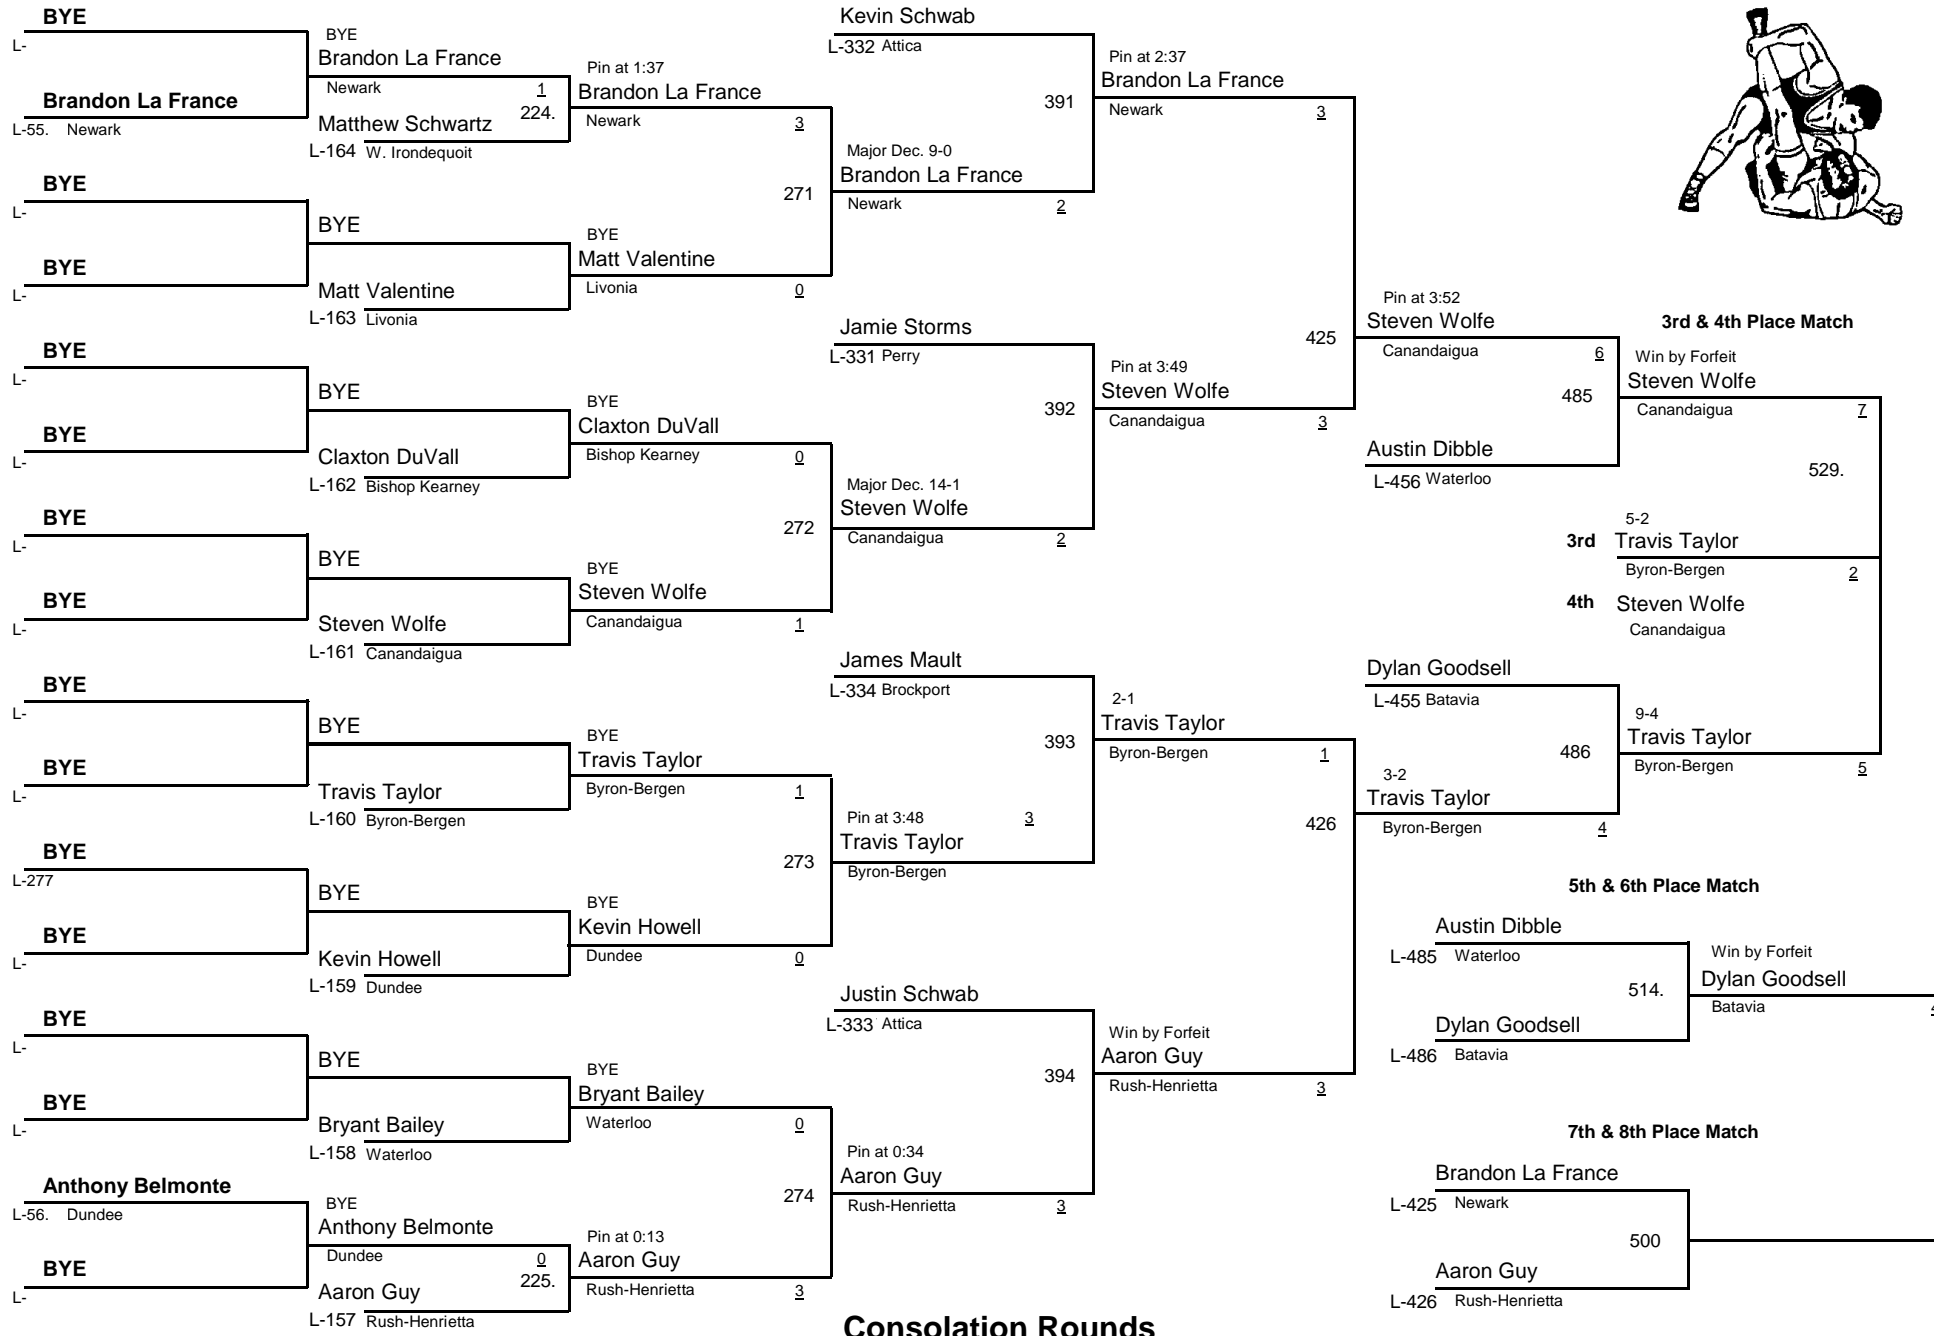 BYE
L-
Brandon La France
L-55. Newark
BYE
L-
BYE
L-
BYE
L-
BYE
L-
BYE
L-
BYE
L-
BYE
L-
BYE
L-
BYE
L-277
BYE
L-
BYE
L-
BYE
L-
Anthony Belmonte
L-56. Dundee
BYE
L-
BYE
Brandon La France
Newark 1
224.
Matthew Schwartz
L-164 W. Irondequoit
BYE
Matt Valentine
L-163 Livonia
BYE
Claxton DuVall
L-162 Bishop Kearney
BYE
Steven Wolfe
L-161 Canandaigua
BYE
Travis Taylor
L-160 Byron-Bergen
BYE
Kevin Howell
L-159 Dundee
BYE
Bryant Bailey
L-158 Waterloo
BYE
Anthony Belmonte
Dundee 0
225.
Aaron Guy
L-157 Rush-Henrietta
Pin at 1:37
Brandon La France
Newark 3
271
BYE
Matt Valentine
Livonia 0
BYE
Claxton DuVall
Bishop Kearney 0
272
BYE
Steven Wolfe
Canandaigua 1
BYE
Travis Taylor
Byron-Bergen 1
273
BYE
Kevin Howell
Dundee 0
BYE
Bryant Bailey
Waterloo 0
274
Pin at 0:13
Aaron Guy
Rush-Henrietta 3
Kevin Schwab
L-332 Attica
391
Major Dec. 9-0
Brandon La France
Newark 2
Jamie Storms
L-331 Perry
392
Major Dec. 14-1
Steven Wolfe
Canandaigua 2
James Mault
L-334 Brockport
393
Pin at 3:48 3
Travis Taylor
Byron-Bergen
Justin Schwab
L-333 Attica
394
Pin at 0:34
Aaron Guy
Rush-Henrietta 3
Pin at 2:37
Brandon La France
Newark 3
425
Pin at 3:49
Steven Wolfe
Canandaigua 3
2-1
Travis Taylor
Byron-Bergen 1
426
Win by Forfeit
Aaron Guy
Rush-Henrietta 3
Pin at 3:52
Steven Wolfe
Canandaigua 6
485
Austin Dibble
L-456 Waterloo
Dylan Goodsell
L-455 Batavia
486
3-2
Travis Taylor
Byron-Bergen 4
3rd & 4th Place Match
Win by Forfeit
Steven Wolfe
Canandaigua 7
529.
5-2
3rd Travis Taylor
Byron-Bergen 2
4th Steven Wolfe
Canandaigua
9-4
Travis Taylor
Byron-Bergen 5
5th & 6th Place Match
Austin Dibble
L-485 Waterloo
514.
Dylan Goodsell
L-486 Batavia
Win by Forfeit
Dylan Goodsell
Batavia
7th & 8th Place Match
Brandon La France
L-425 Newark
500
Aaron Guy
L-426 Rush-Henrietta
Consolation Rounds